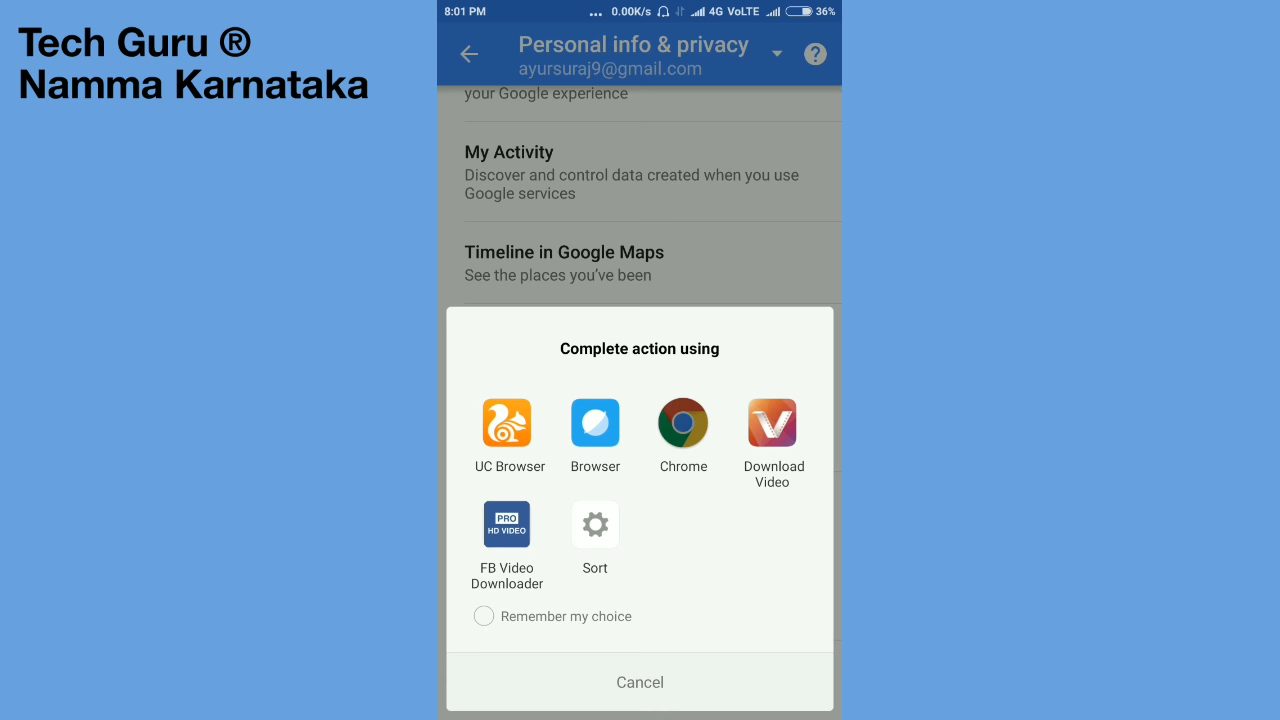 Tech Guru ®
Namma Karnataka
8:01 PM ... 0.00K/s 4G VoLTE 36%
Personal info & privacy
ayursuraj9@gmail.com
your Google experience
My Activity
Discover and control data created when you use
Google services
Timeline in Google Maps
See the places you've been
Complete action using
UC Browser Browser Chrome Download
Video
PRO
HD VIDEO
FB Video Sort
Downloader
Remember my choice
Cancel